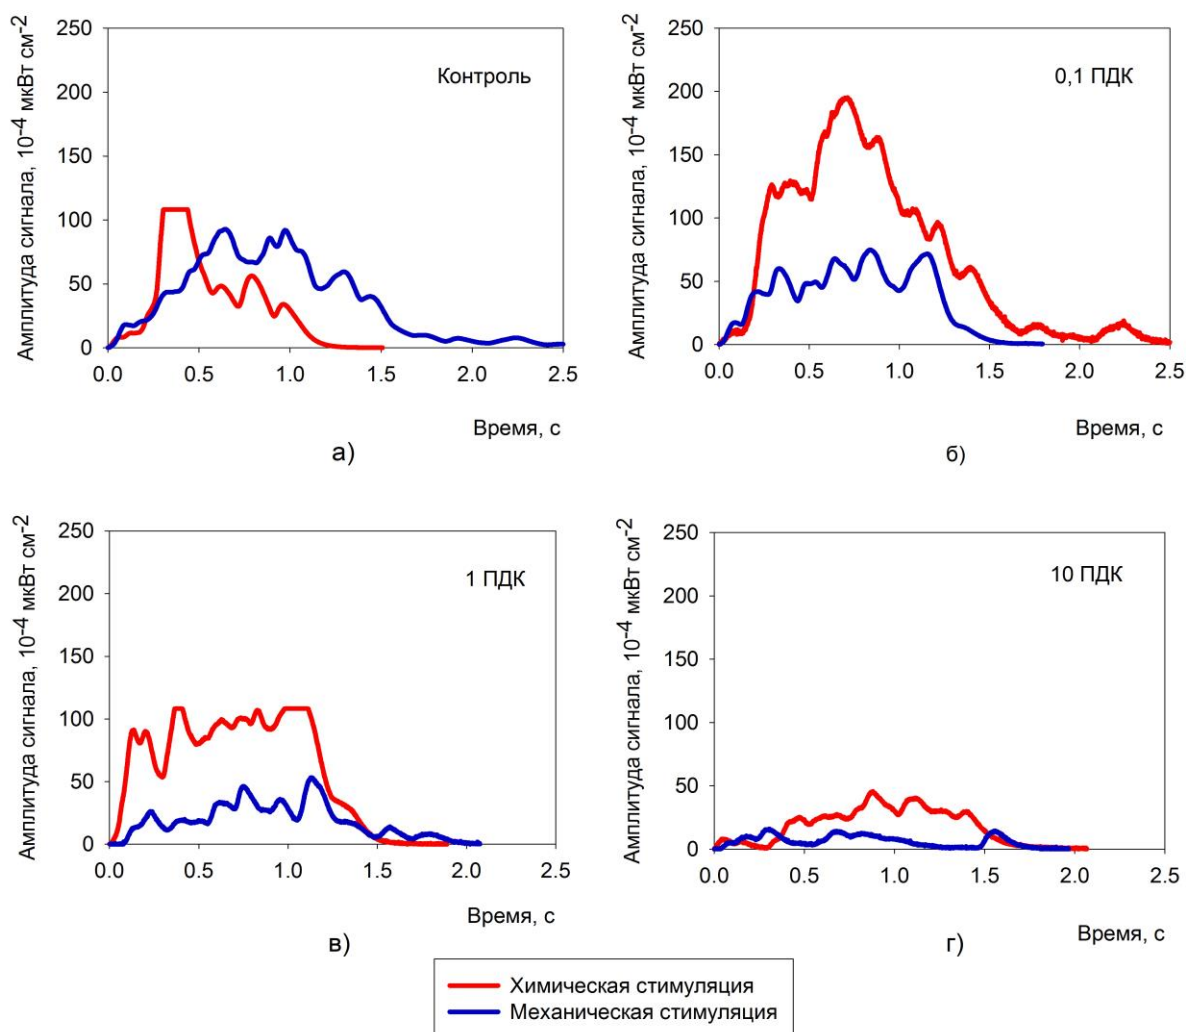 Амплитуда сигнала, 10⁻⁴ мкВт см⁻²
250
200
150
100
50
0
Контроль
0.0 0.5 1.0 1.5 2.0 2.5
Время, с
а)
Амплитуда сигнала, 10⁻⁴ мкВт см⁻²
250
200
150
100
50
0
0,1 ПДК
0.0 0.5 1.0 1.5 2.0 2.5
Время, с
б)
Амплитуда сигнала, 10⁻⁴ мкВт см⁻²
250
200
150
100
50
0
1 ПДК
0.0 0.5 1.0 1.5 2.0 2.5
Время, с
в)
Амплитуда сигнала, 10⁻⁴ мкВт см⁻²
250
200
150
100
50
0
10 ПДК
0.0 0.5 1.0 1.5 2.0 2.5
Время, с
г)
Химическая стимуляция
Механическая стимуляция